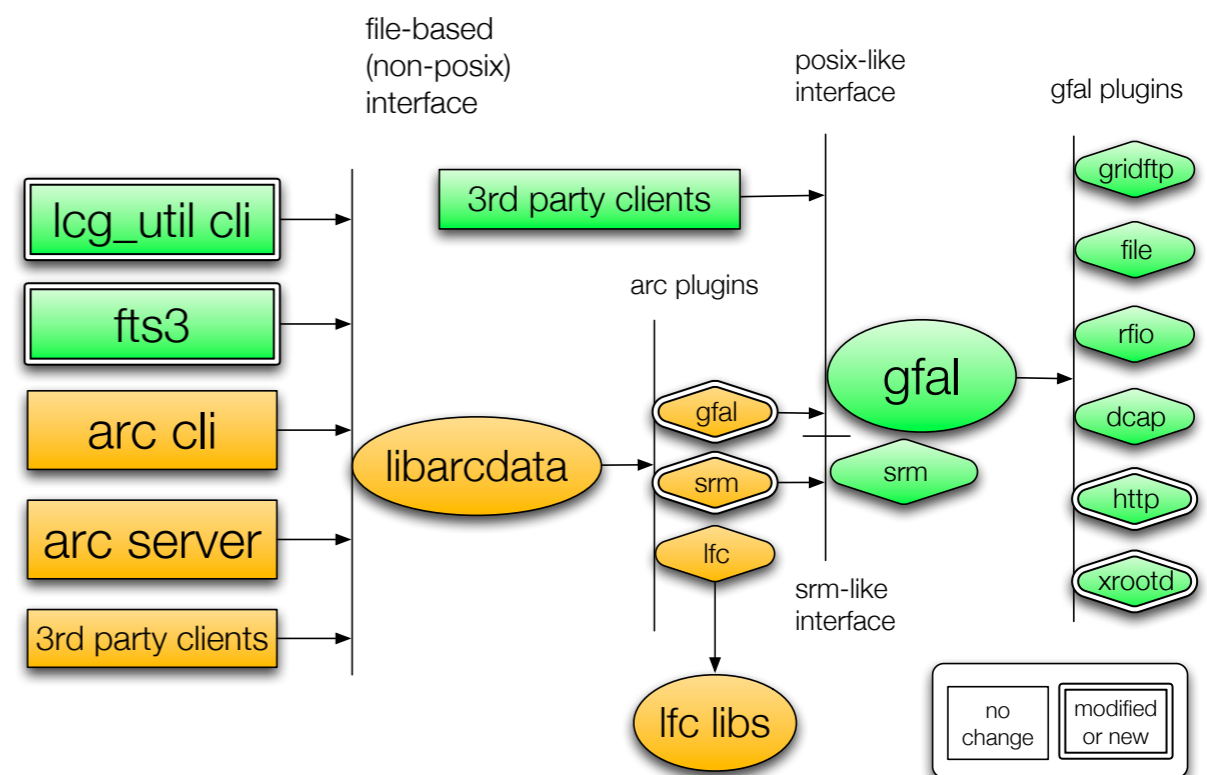 file-based
(non-posix)
interface
posix-like
interface
gfal plugins
lcg_util cli
fts3
arc cli
arc server
3rd party clients
libarcdata
3rd party clients
arc plugins
gfal
srm
lfc
lfc libs
gfal
srm
srm-like
interface
gridftp
file
rfio
dcap
http
xrootd
no
change
modified
or new